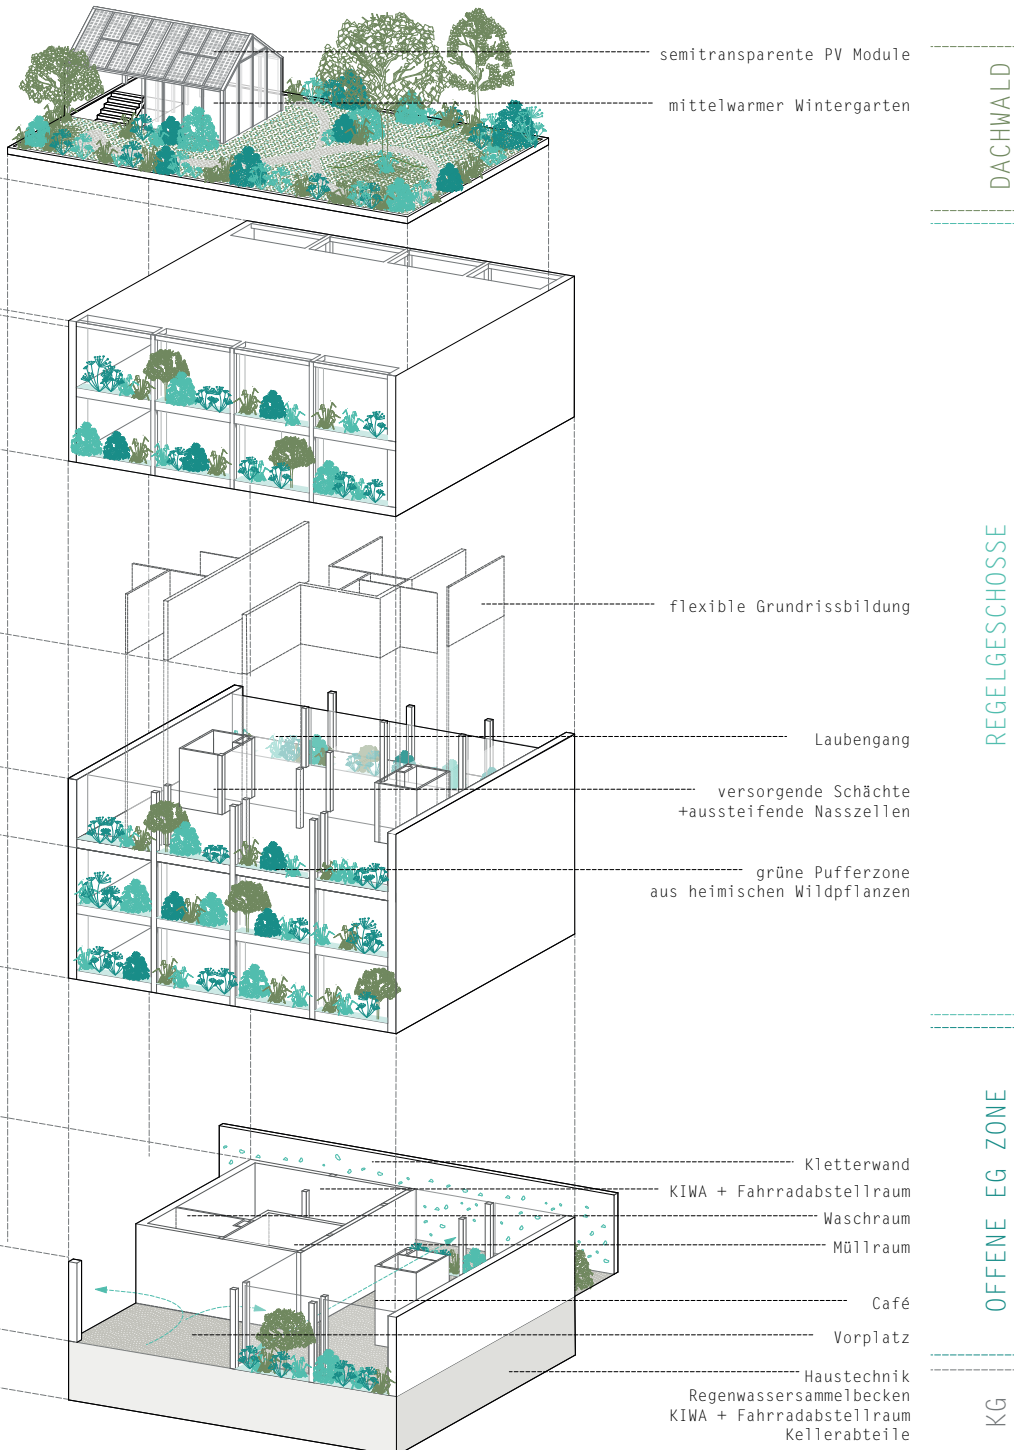 semitransparente PV Module
mittelwarmer Wintergarten
DACHWALD
flexible Grundrissbildung
REGELGESCHOSSE
Laubengang
versorgende Schächte
+aussteifende Nasszellen
grüne Pufferzone
aus heimischen Wildpflanzen
Kletterwand
KIWA + Fahrradabstellraum
Waschraum
Müllraum
OFFENE EG ZONE
Café
Vorplatz
Haustechnik
Regenwassersammelbecken
KIWA + Fahrradabstellraum
Kellerabteile
KG